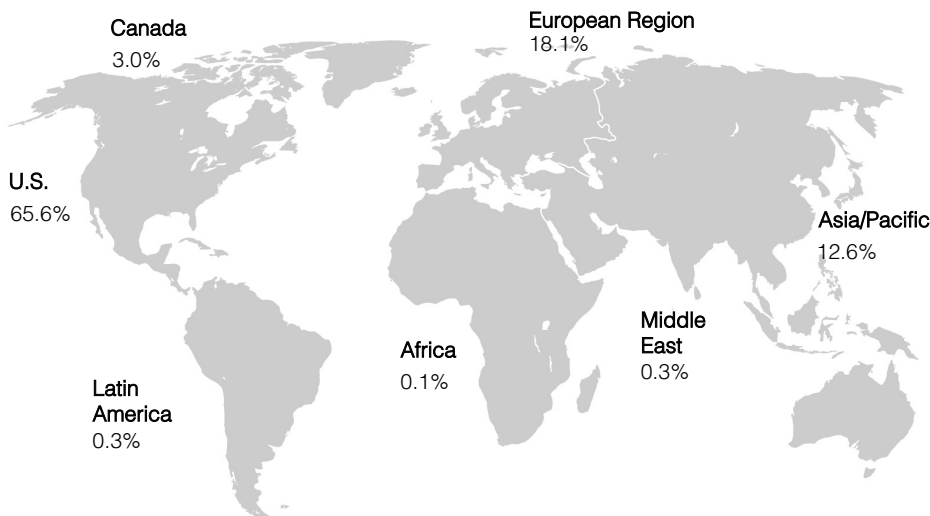 Canada
3.0%
European Region
18.1%
U.S.
65.6%
Asia/Pacific
12.6%
Middle
East
0.3%
Africa
0.1%
Latin
America
0.3%